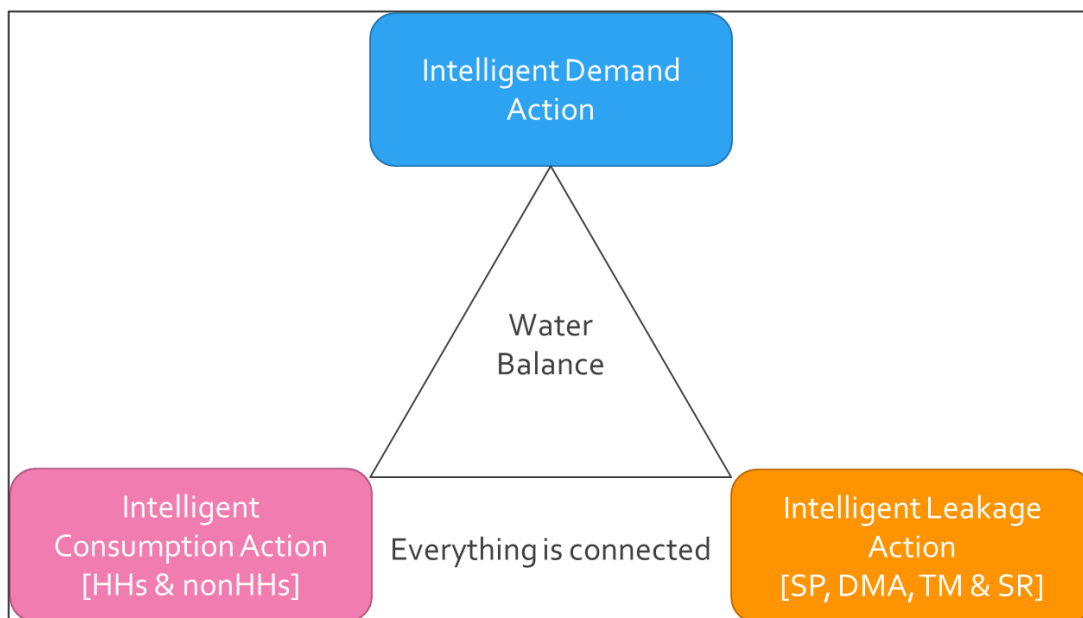 Intelligent Demand
Action
Water
Balance
Intelligent
Consumption Action
[HHs & nonHHs]
Everything is connected
Intelligent Leakage
Action
[SP, DMA, TM & SR]